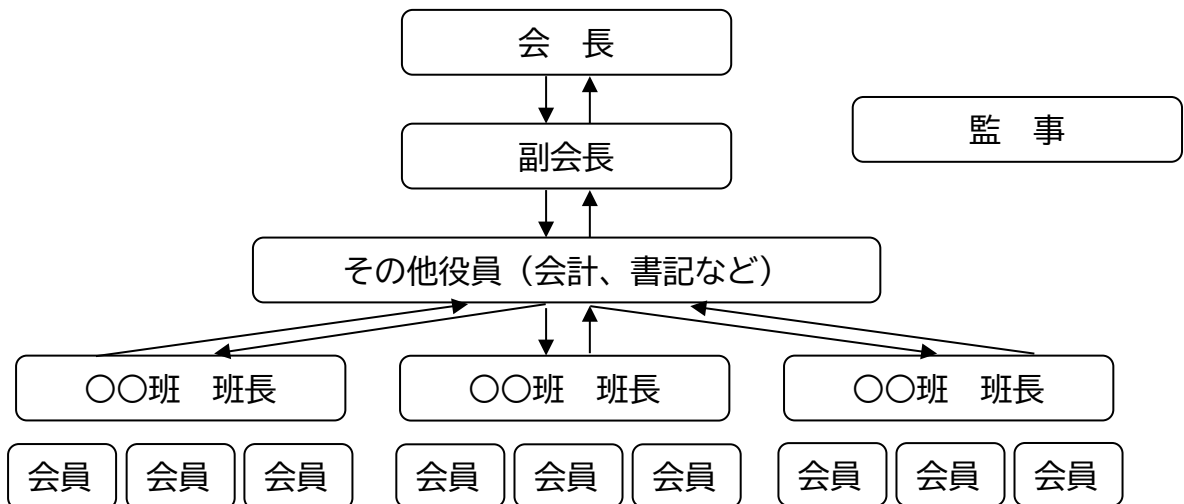 会　長
監　事
副会長
その他役員（会計、書記など）
〇〇班　班長
〇〇班　班長
〇〇班　班長
会員
会員
会員
会員
会員
会員
会員
会員
会員